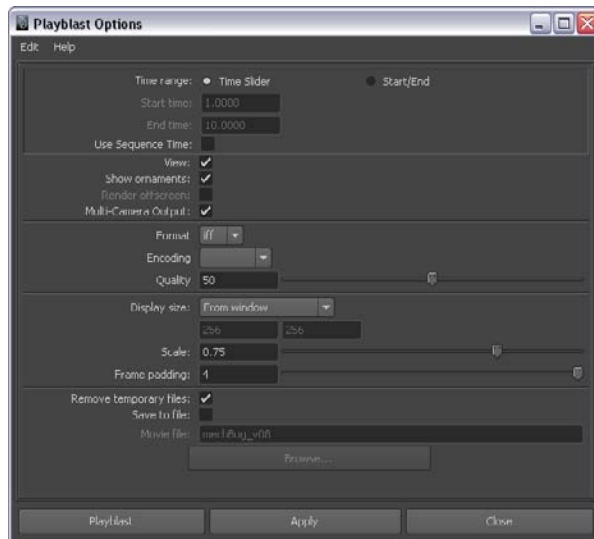 Playblast Options
Edit Help
Time range: Time Slider Start/End
Start time: 1.0000
End time: 10.0000
Use Sequence Time:
View:
Show ornaments:
Render offscreen:
Multi-Camera Output:
Format iff
Encoding
Quality 50
Display size: From window
256 256
Scale: 0.75
Frame padding: 4
Remove temporary files:
Save to file:
Movie file: mechBug_v08
Browse...
Playblast Apply Close